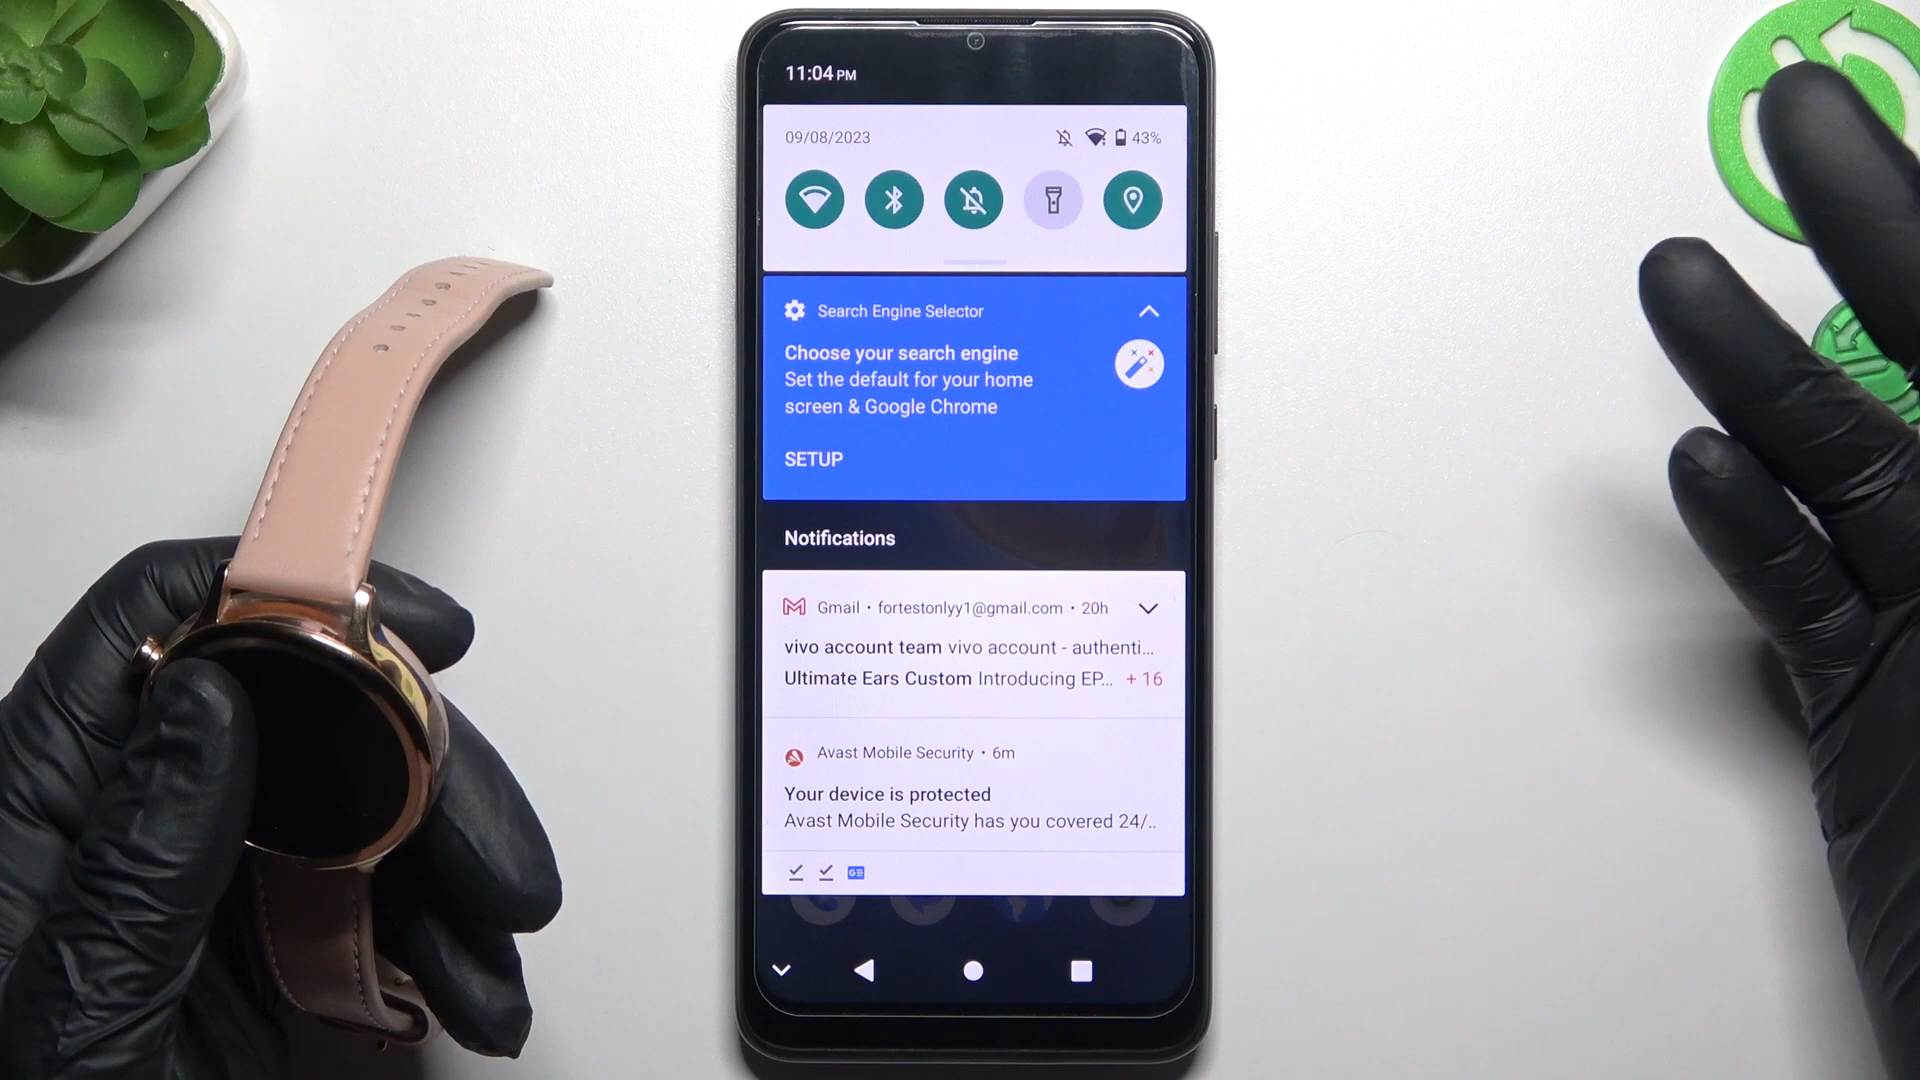 11:04 PM
09/08/2023
43%
Search Engine Selector
Choose your search engine
Set the default for your home
screen & Google Chrome
SETUP
Notifications
Gmail • fortestonlyy1@gmail.com • 20h
vivo account team vivo account - authenti...
Ultimate Ears Custom Introducing EP... + 16
Avast Mobile Security • 6m
Your device is protected
Avast Mobile Security has you covered 24/..
GE